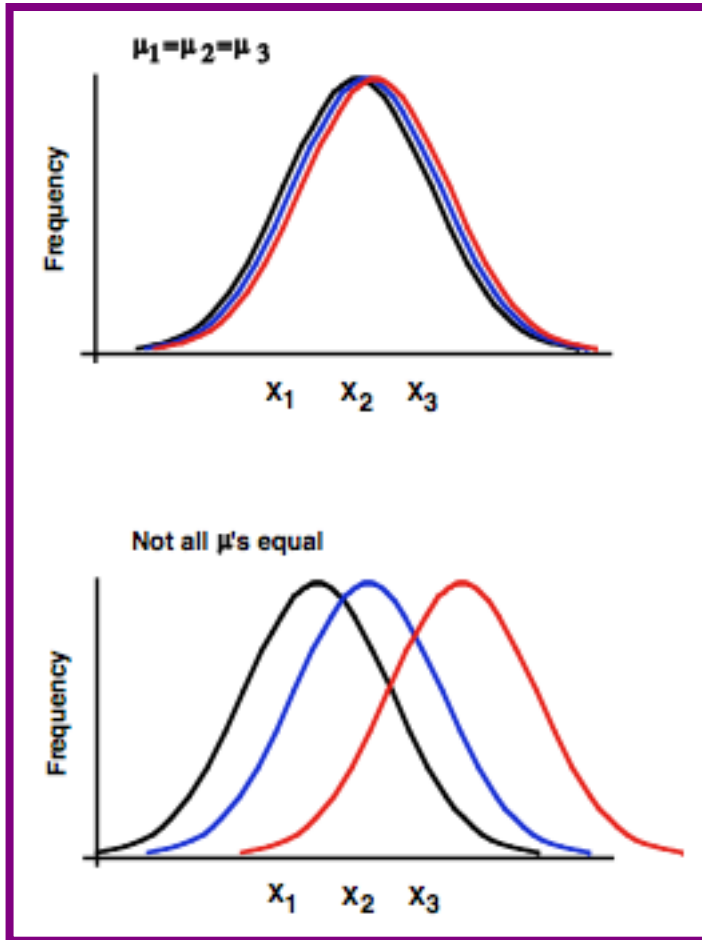 μ₁=μ₂=μ₃
Frequency
X₁ X₂ X₃
Not all μ's equal
Frequency
X₁ X₂ X₃